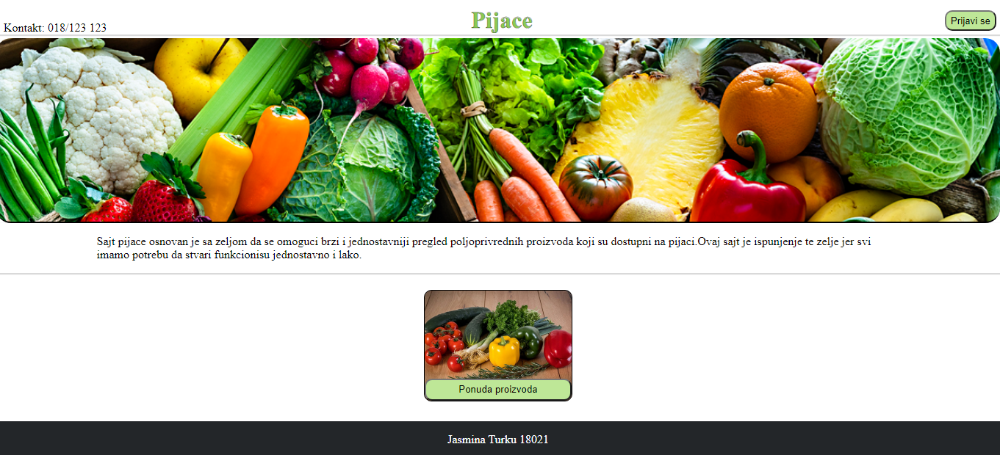 Pijace
Kontakt: 018/123 123
Prijavi se
Sajt pijace osnovan je sa zeljom da se omoguci brzi i jednostavniji pregled poljoprivrednih proizvoda koji su dostupni na pijaci.Ovaj sajt je ispunjenje te zelje jer svi
imamo potrebu da stvari funkcionisu jednostavno i lako.
Ponuda proizvoda
Jasmina Turku 18021